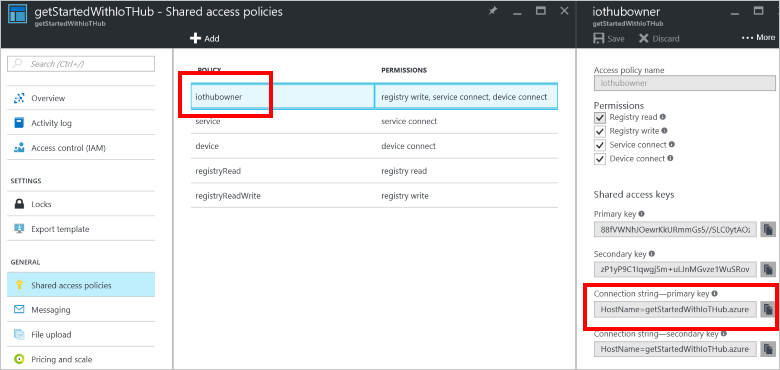 getStartedWithIoTHub - Shared access policies
getStartedWithIoTHub
Add
Search (Ctrl+/)
Overview
Activity log
Access control (IAM)
SETTINGS
Locks
Export template
GENERAL
Shared access policies
Messaging
File upload
Pricing and scale
POLICY PERMISSIONS
iothubowner registry write, service connect, device connect
service service connect
device device connect
registryRead registry read
registryReadWrite registry write
iothubowner
getStartedWithIoTHub
Save Discard More
Access policy name
iothubowner
Permissions
Registry read
Registry write
Service connect
Device connect
Shared access keys
Primary key
Secondary key
Connection string—primary key
HostName=getStartedWithIoTHub.azure
Connection string—secondary key
HostName=getStartedWithIoTHub.azure